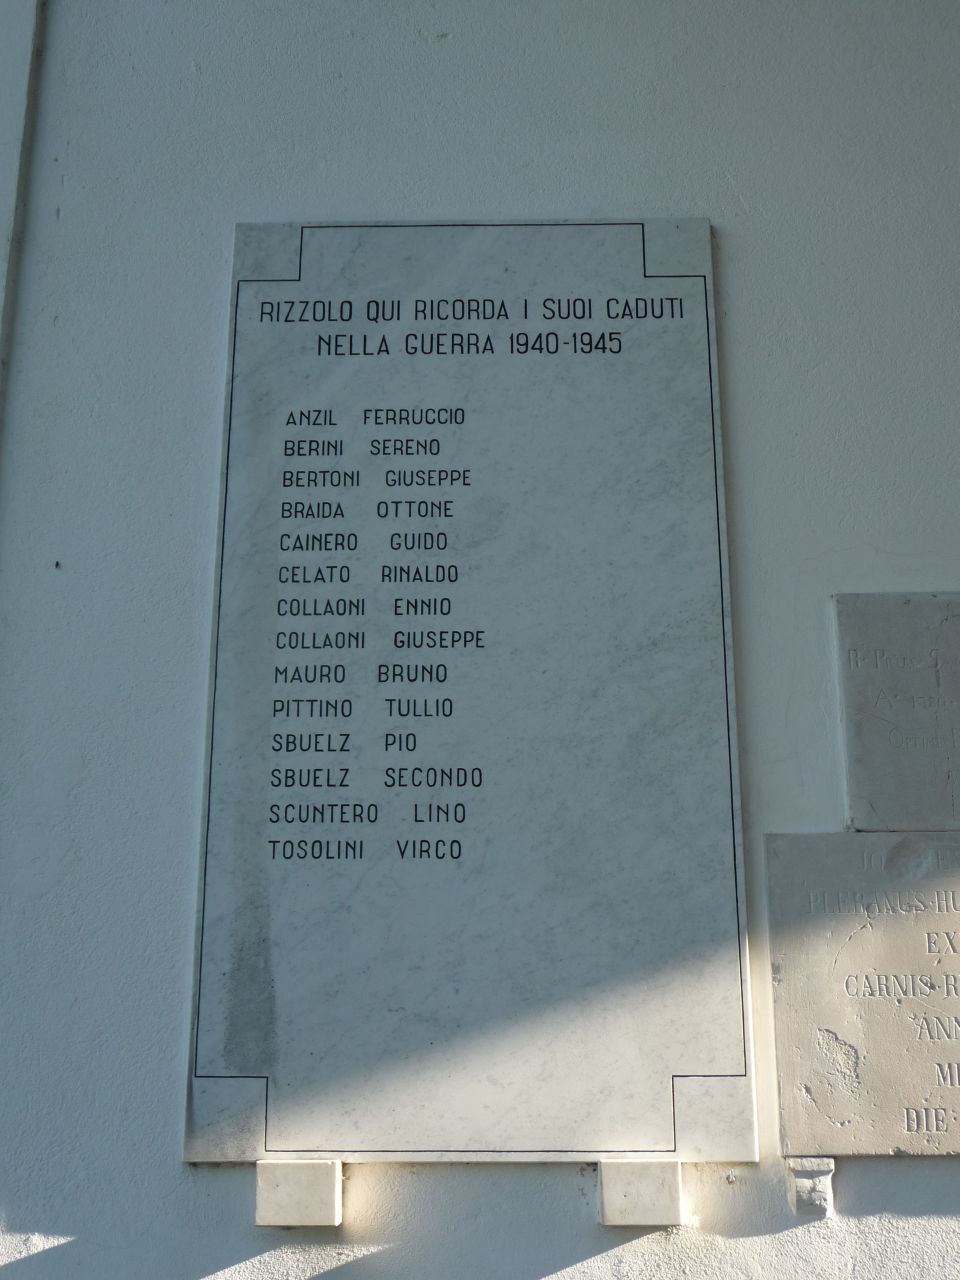 RIZZOLO QUI RICORDA I SUOI CADUTI
NELLA GUERRA 1940-1945
ANZIL FERRUCCIO
BERINI SERENO
BERTONI GIUSEPPE
BRAIDA OTTONE
CAINERO GUIDO
CELATO RINALDO
COLLAONI ENNIO
COLLAONI GIUSEPPE
MAURO BRUNO
PITTINO TULLIO
SBUELZ PIO
SBUELZ SECONDO
SCUNTERO LINO
TOSOLINI VIRCO
PLEBANUS·HU
EX
CARNIS·R
ANN
DIE·